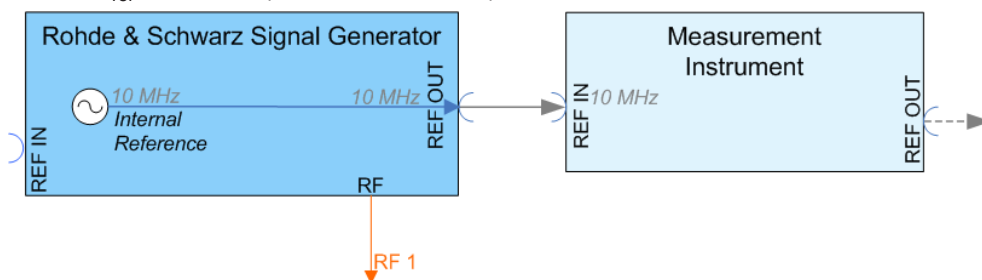 Rohde & Schwarz Signal Generator
10 MHz
Internal
Reference
10 MHz
REF OUT
REF IN
RF
RF 1
Measurement
Instrument
REF IN
10 MHz
REF OUT